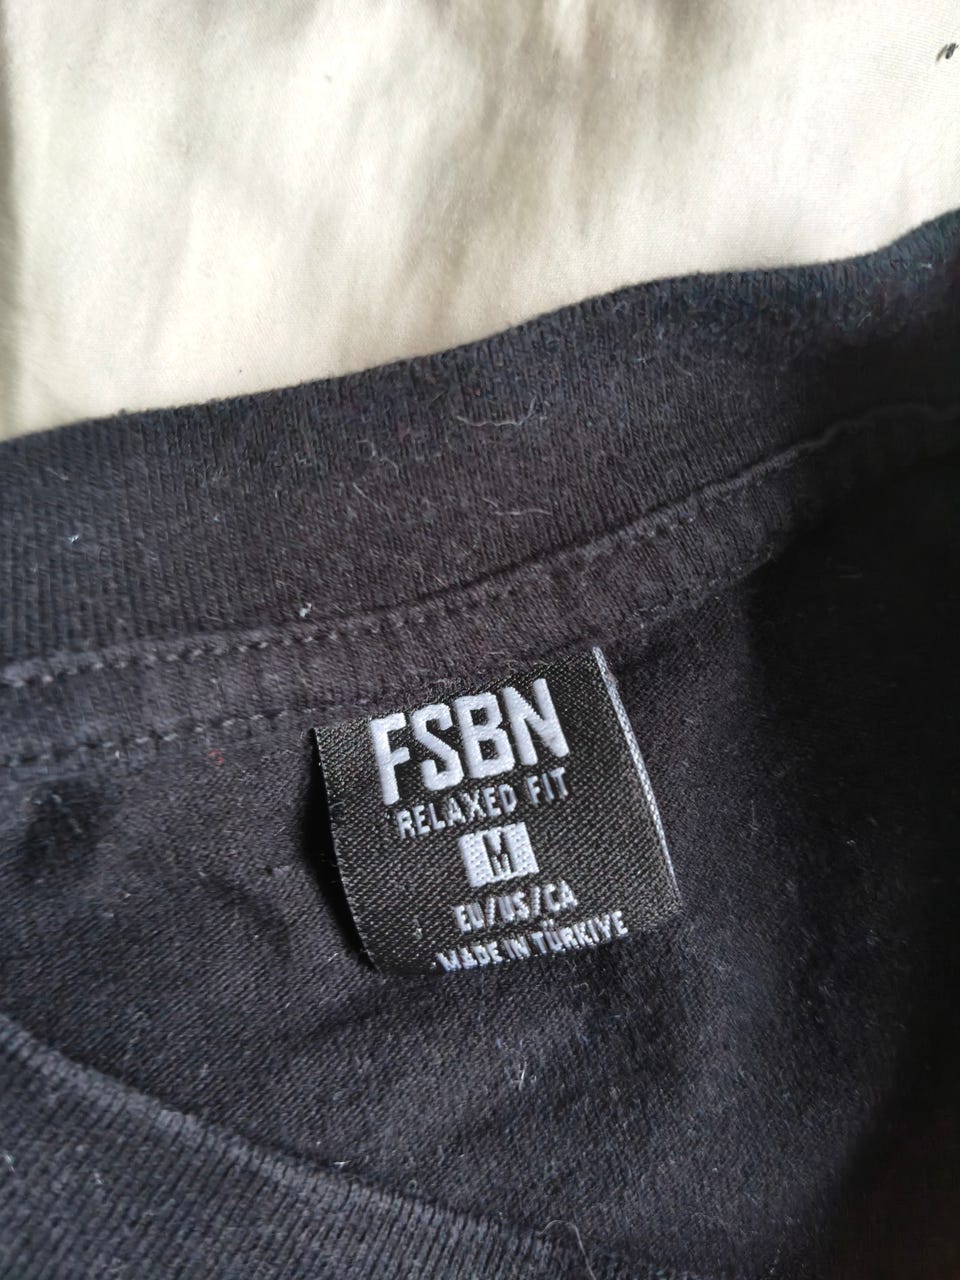 FSBN
RELAXED FIT
M
EU/US/CA
MADE IN TÜRKIYE